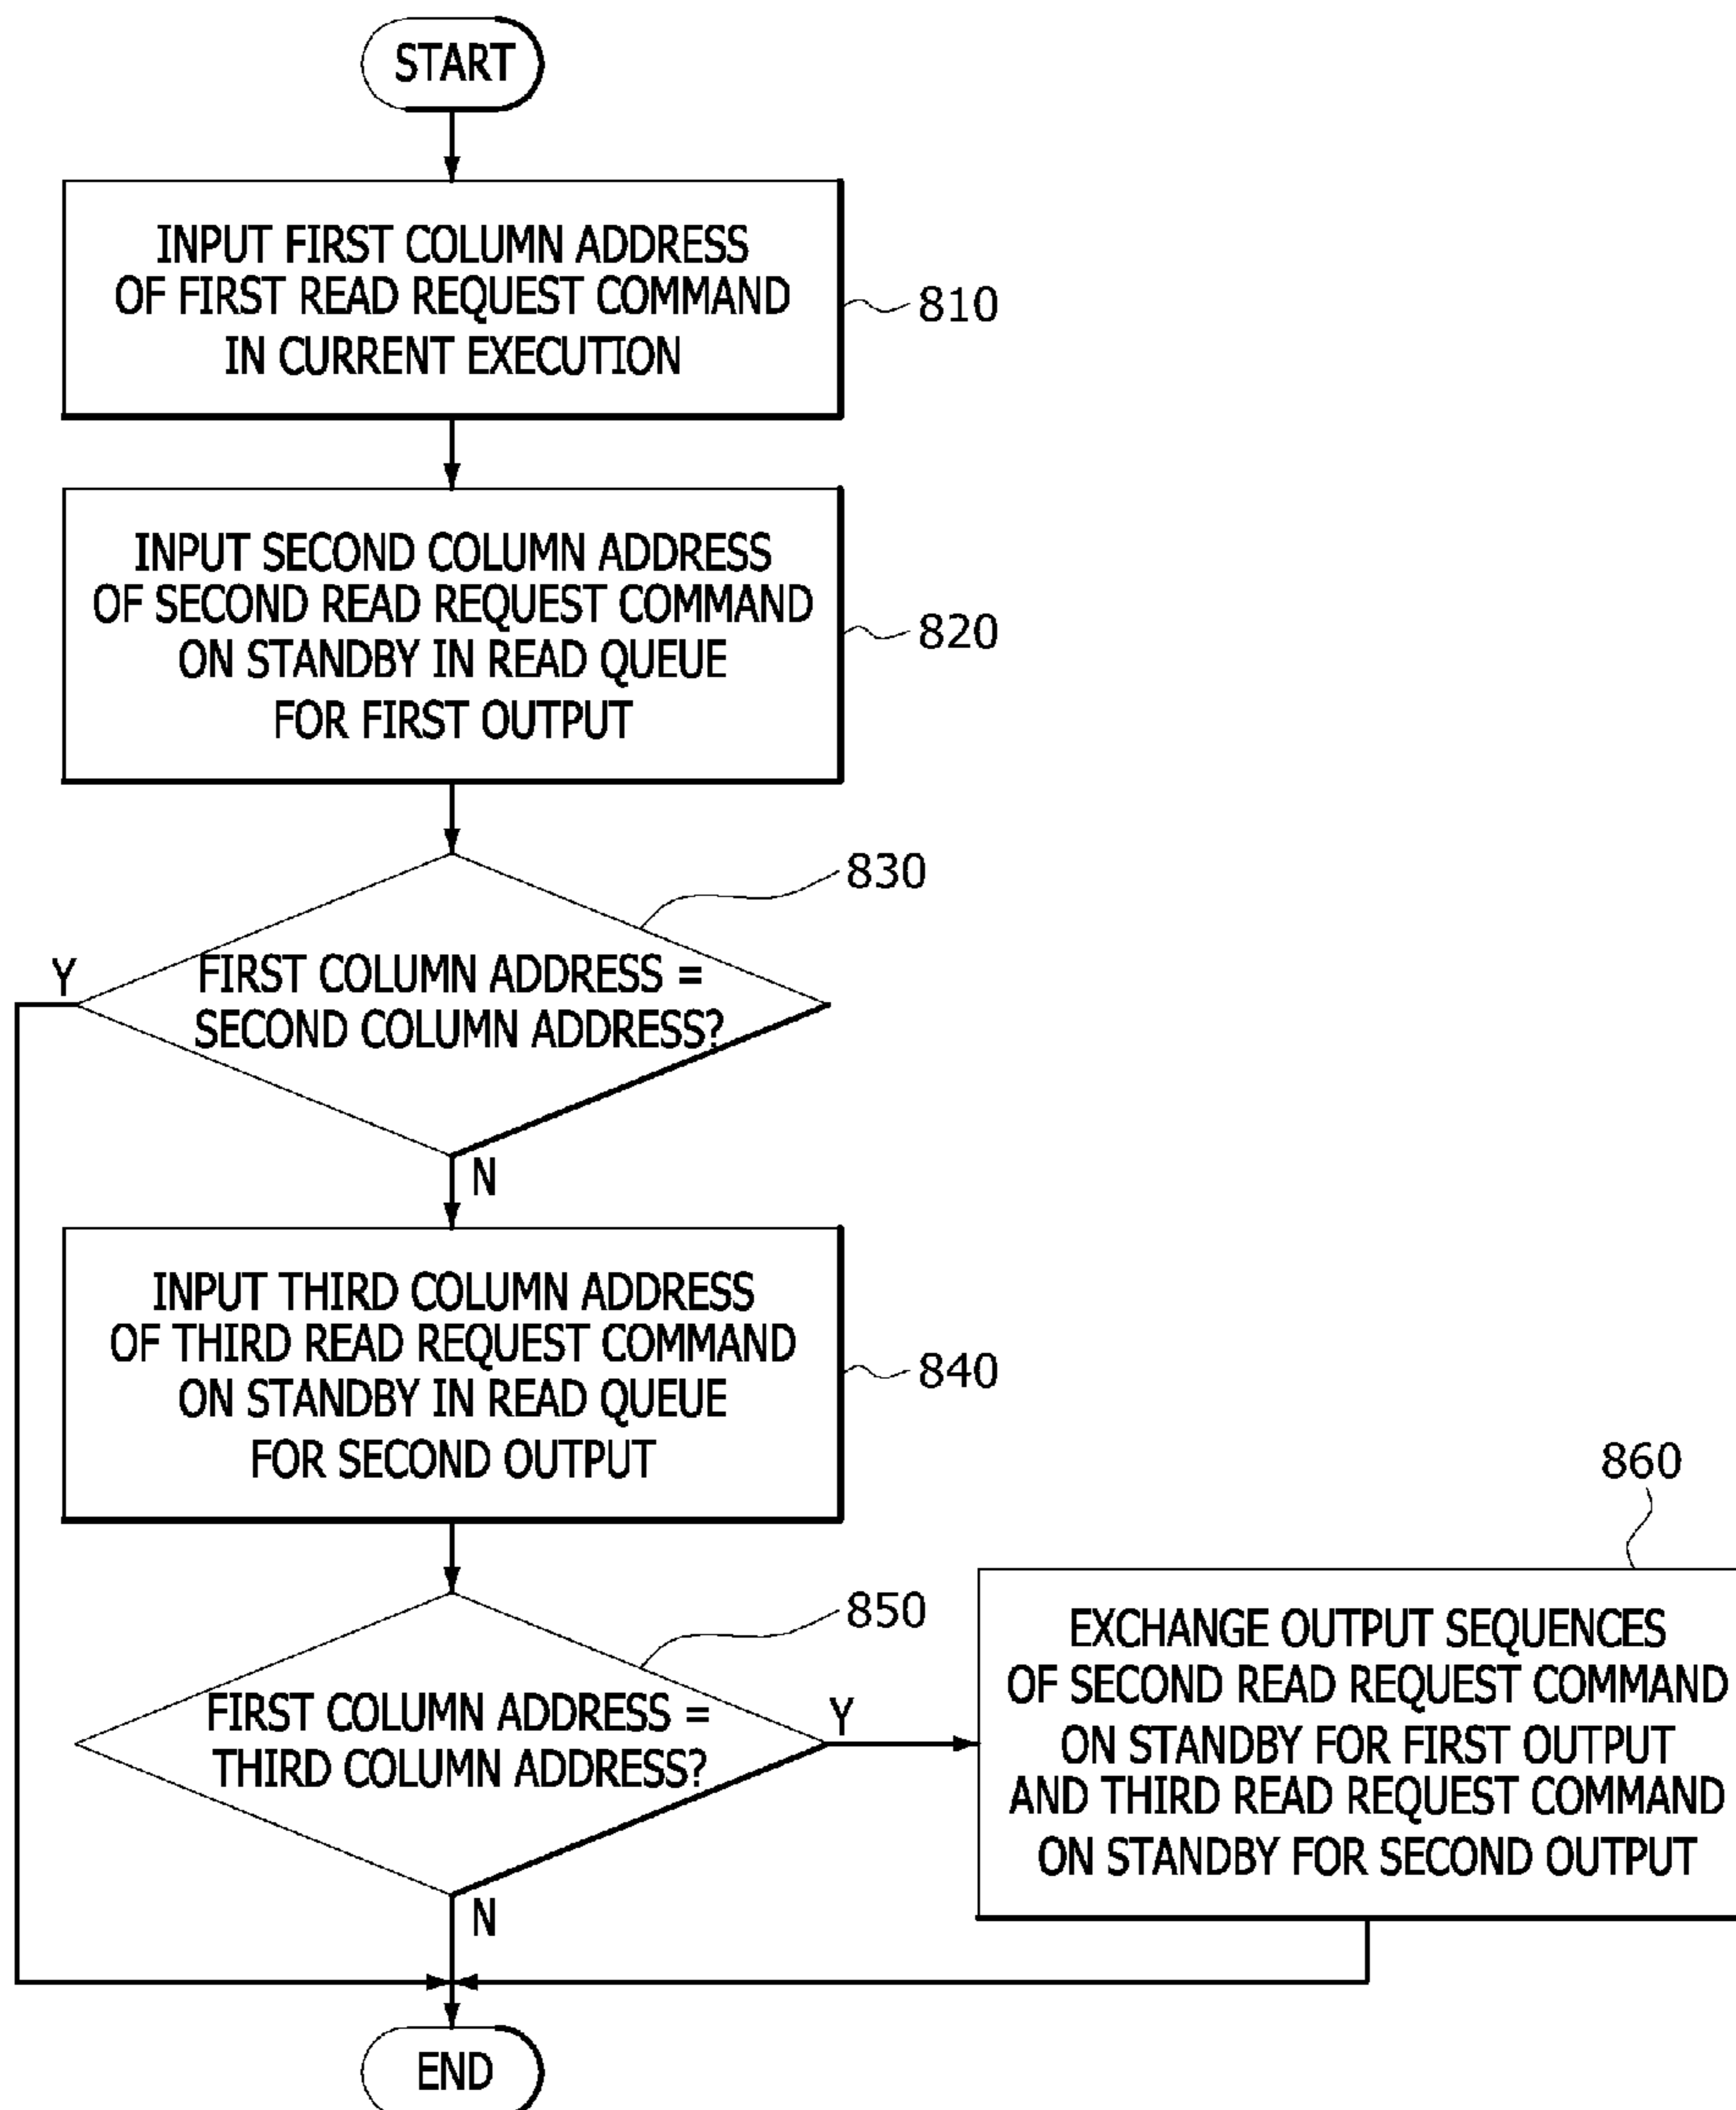 START
INPUT FIRST COLUMN ADDRESS
OF FIRST READ REQUEST COMMAND
IN CURRENT EXECUTION
810
INPUT SECOND COLUMN ADDRESS
OF SECOND READ REQUEST COMMAND
ON STANDBY IN READ QUEUE
FOR FIRST OUTPUT
820
830
Y
FIRST COLUMN ADDRESS =
SECOND COLUMN ADDRESS?
N
INPUT THIRD COLUMN ADDRESS
OF THIRD READ REQUEST COMMAND
ON STANDBY IN READ QUEUE
FOR SECOND OUTPUT
840
850
FIRST COLUMN ADDRESS =
THIRD COLUMN ADDRESS?
Y
N
860
EXCHANGE OUTPUT SEQUENCES
OF SECOND READ REQUEST COMMAND
ON STANDBY FOR FIRST OUTPUT
AND THIRD READ REQUEST COMMAND
ON STANDBY FOR SECOND OUTPUT
END